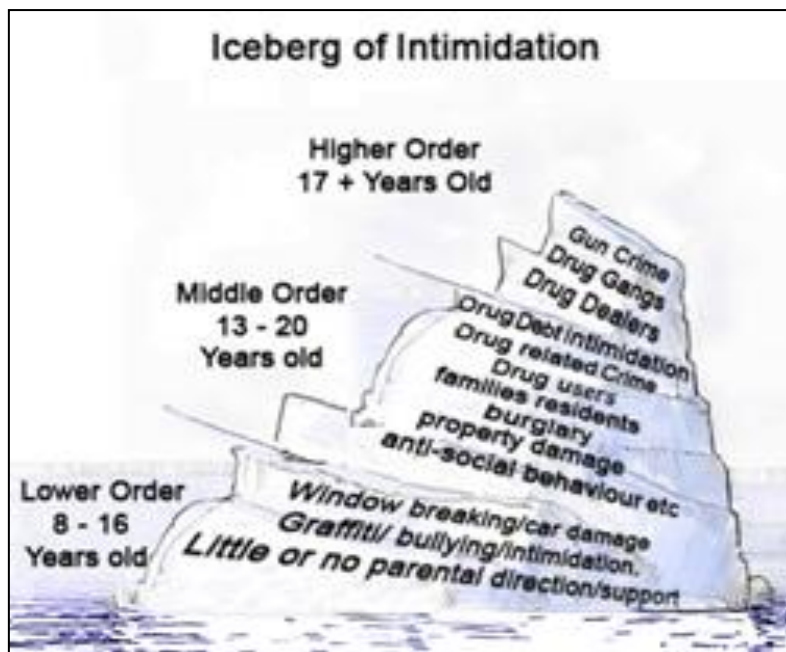 Iceberg of Intimidation
Higher Order
17 + Years Old
Gun Crime
Drug Gangs
Drug Dealers
Middle Order
13 - 20
Years old
Drug Debt intimidation
Drug related Crime
Drug users
families residents
burglary
property damage
anti-social behaviour etc
Lower Order
8 - 16
Years old
Window breaking/car damage
Graffiti/ bullying/intimidation.
Little or no parental direction/support